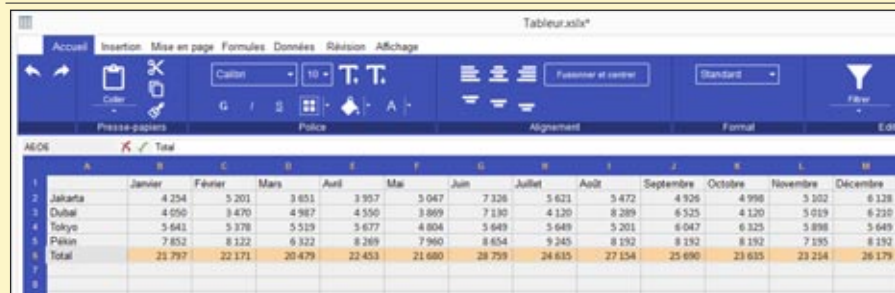 Tableur.xslx*
Accueil Insertion Mise en page Formules Données Révision Affichage
Calibri 10 T. T. Fusionner et centrer Standard
Coller G I S A Filtrer
Presse-papiers Police Alignement Format Edi
A6:O6 Total
A B C D E F G H I J K L M
1 Janvier Février Mars Avril Mai Juin Juillet Août Septembre Octobre Novembre Décembre
2 Jakarta 4 254 5 201 3 651 3 957 5 047 7 326 5 621 5 472 4 926 4 998 5 102 6 128
3 Dubai 4 050 3 470 4 987 4 550 3 869 7 130 4 120 8 289 6 525 4 120 5 019 6 210
4 Tokyo 5 641 5 378 5 519 5 677 4 804 5 649 5 649 5 201 6 047 6 325 5 898 5 649
5 Pékin 7 852 8 122 6 322 8 269 7 960 8 654 9 245 8 192 8 192 8 192 7 195 8 192
6 Total 21 797 22 171 20 479 22 453 21 680 28 759 24 635 27 154 25 690 23 635 23 214 26 179
7
8